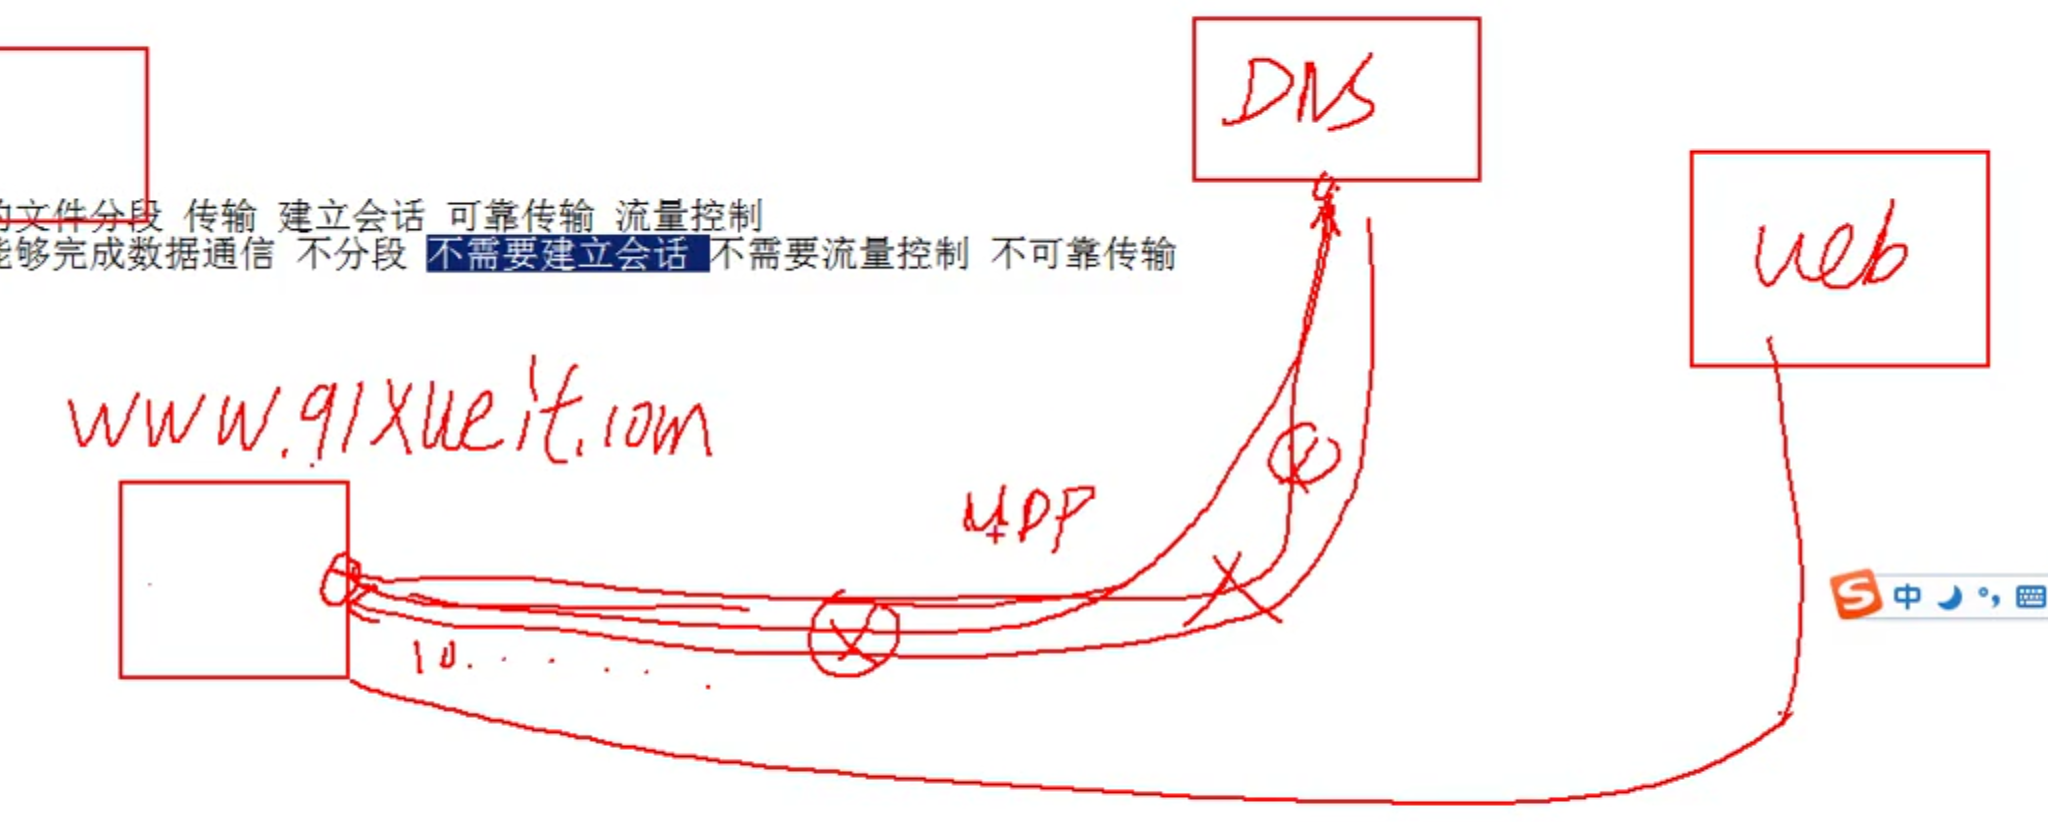 DNS
web
的文件分段 传输 建立会话 可靠传输 流量控制
能够完成数据通信 不分段 不需要建立会话 不需要流量控制 不可靠传输
www.91xueit.com
UDP
中
10. . . . . .